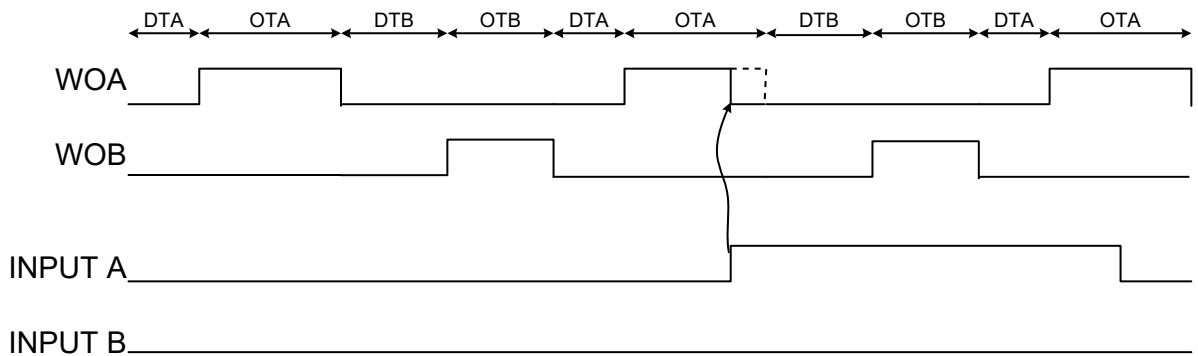 DTA OTA DTB OTB DTA OTA DTB OTB DTA OTA
WOA
WOB
INPUT A
INPUT B